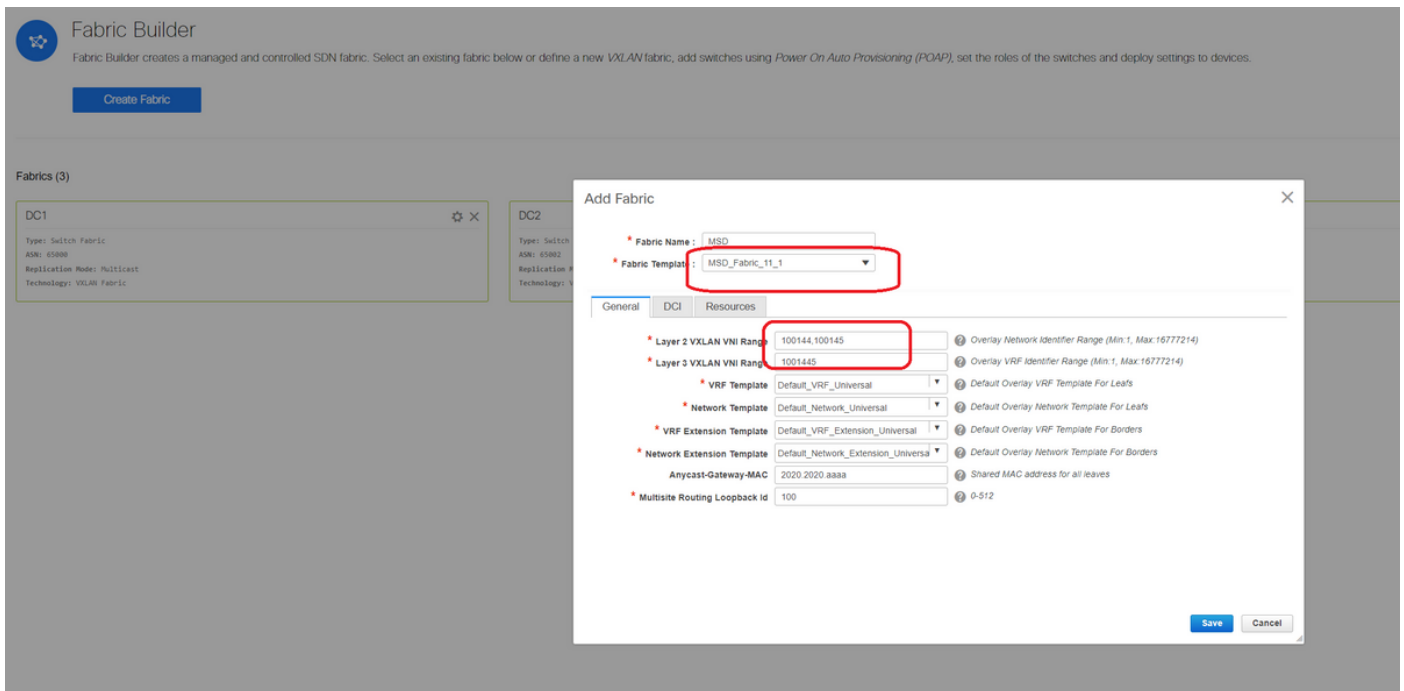 Fabric Builder
Fabric Builder creates a managed and controlled SDN fabric. Select an existing fabric below or define a new VXLAN fabric, add switches using Power On Auto Provisioning (POAP), set the roles of the switches and deploy settings to devices.
Create Fabric
Fabrics (3)
DC1
Type: Switch Fabric
ASN: 65000
Replication Mode: Multicast
Technology: VXLAN Fabric
DC2
Type: Switch
ASN: 65002
Replication
Technology:
Add Fabric
* Fabric Name : MSD
* Fabric Template : MSD_Fabric_11_1
General DCI Resources
* Layer 2 VXLAN VNI Range 100144,100145 Overlay Network Identifier Range (Min:1, Max:16777214)
* Layer 3 VXLAN VNI Range 1001445 Overlay VRF Identifier Range (Min:1, Max:16777214)
* VRF Template Default_VRF_Universal Default Overlay VRF Template For Leafs
* Network Template Default_Network_Universal Default Overlay Network Template For Leafs
* VRF Extension Template Default_VRF_Extension_Universal Default Overlay VRF Template For Borders
* Network Extension Template Default_Network_Extension_Universa Default Overlay Network Template For Borders
Anycast-Gateway-MAC 2020.2020.aaaa Shared MAC address for all leaves
* Multisite Routing Loopback Id 100 0-512
Save Cancel